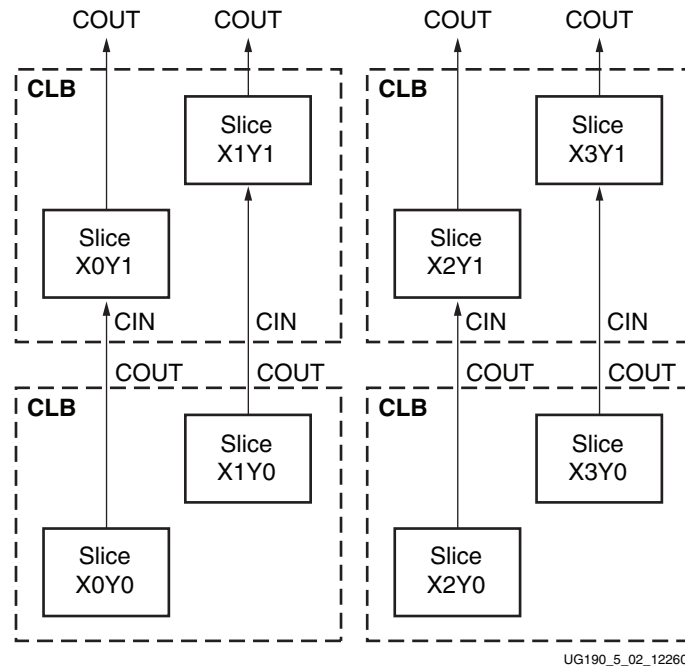 COUT COUT COUT COUT
CLB CLB
Slice
X1Y1
Slice
X3Y1
Slice
X0Y1
Slice
X2Y1
CIN CIN CIN CIN
COUT COUT COUT COUT
CLB CLB
Slice
X1Y0
Slice
X3Y0
Slice
X0Y0
Slice
X2Y0
UG190_5_02_12260